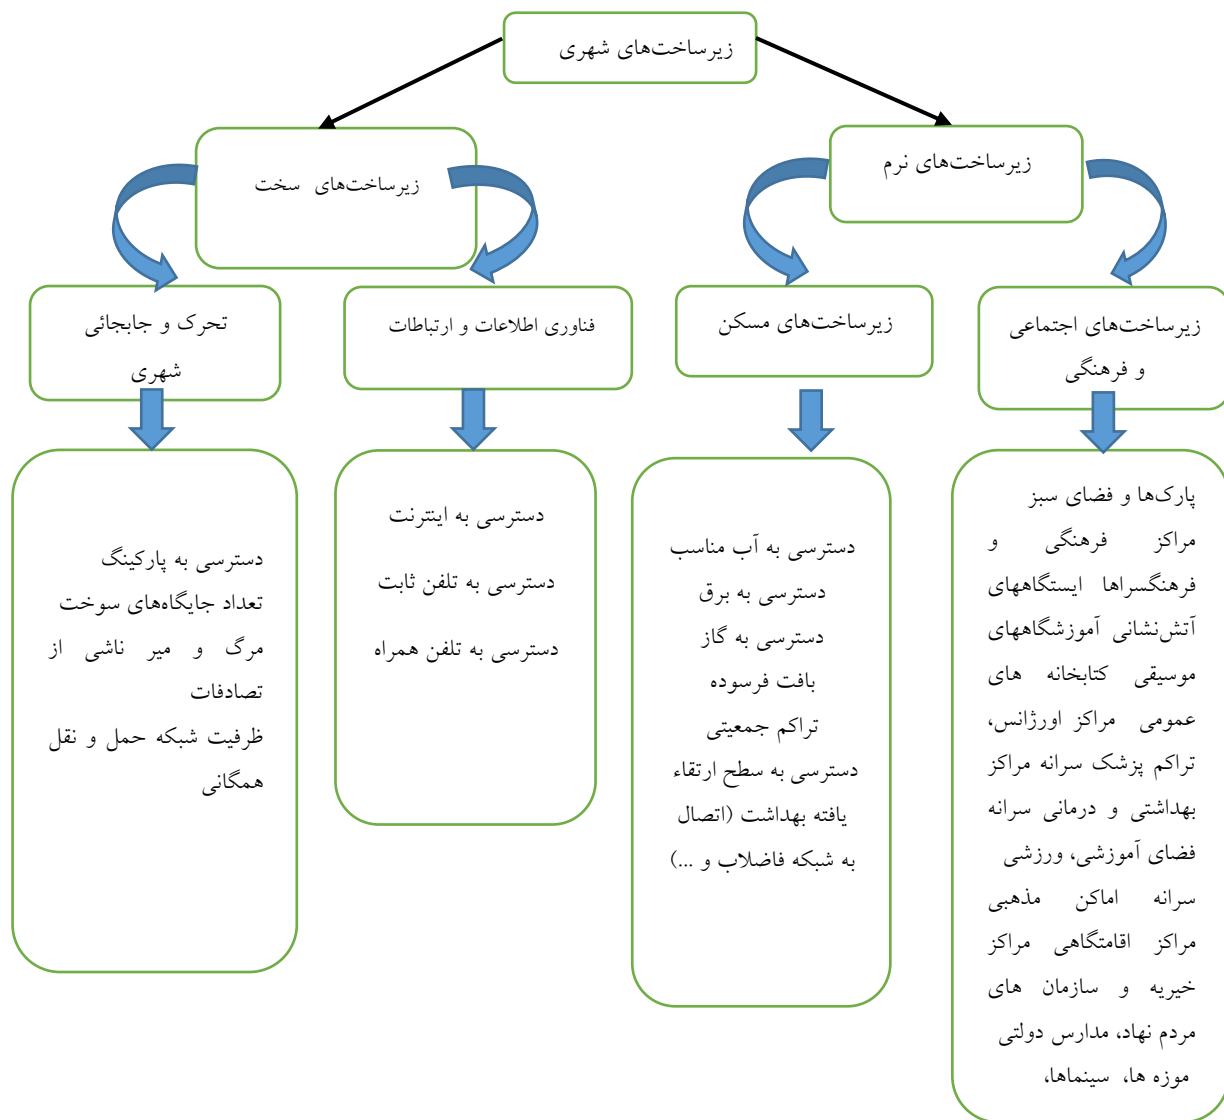 زیرساخت‌های شهری
زیرساخت‌های نرم
زیرساخت‌های سخت
زیرساخت‌های اجتماعی
و فرهنگی
زیرساخت‌های مسکن
فناوری اطلاعات و ارتباطات
تحرک و جابجائی
شهری
پارک‌ها و فضای سبز
مراکز فرهنگی و
فرهنگسراها ایستگاههای
آتش‌نشانی آموزشگاههای
موسیقی کتابخانه های
عمومی مراکز اورژانس،
تراکم پزشک سرانه مراکز
بهداشتی و درمانی سرانه
فضای آموزشی، ورزشی
سرانه اماکن مذهبی
مراکز اقامتگاهی مراکز
خیریه و سازمان های
مردم نهاد، مدارس دولتی
موزه ها، سینماها،
دسترسی به آب مناسب
دسترسی به برق
دسترسی به گاز
بافت فرسوده
تراکم جمعیتی
دسترسی به سطح ارتقاء
یافته بهداشت (اتصال
به شبکه فاضلاب و ...)
دسترسی به اینترنت
دسترسی به تلفن ثابت
دسترسی به تلفن همراه
دسترسی به پارکینگ
تعداد جایگاه‌های سوخت
مرگ و میر ناشی از
تصادفات
ظرفیت شبکه حمل و نقل
همگانی